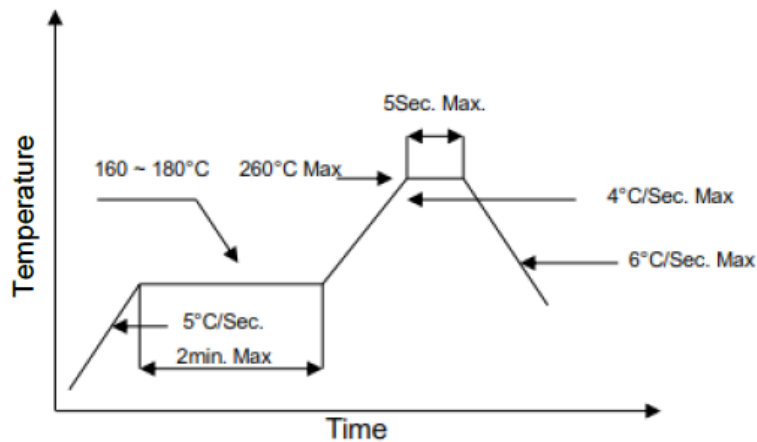 5Sec. Max.
160 ~ 180°C
260°C Max
4°C/Sec. Max
6°C/Sec. Max
5°C/Sec.
2min. Max
Temperature
Time